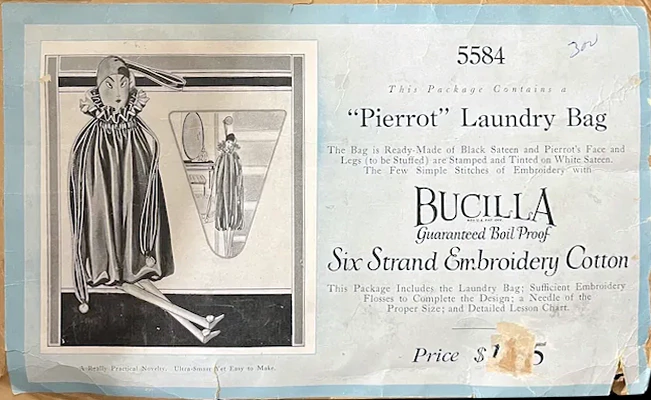 5584
This Package Contains a
"Pierrot" Laundry Bag
The Bag is Ready-Made of Black Sateen and Pierrot's Face and
Legs (to be Stuffed) are Stamped and Tinted on White Sateen.
The Few Simple Stitches of Embroidery with
BUCILLA
Guaranteed Boil Proof
Six Strand Embroidery Cotton
This Package Includes the Laundry Bag; Sufficient Embroidery
Flosses to Complete the Design; a Needle of the
Proper Size; and Detailed Lesson Chart.
Price $1 5
A Really Practical Novelty. Ultra-Smart Yet Easy to Make.